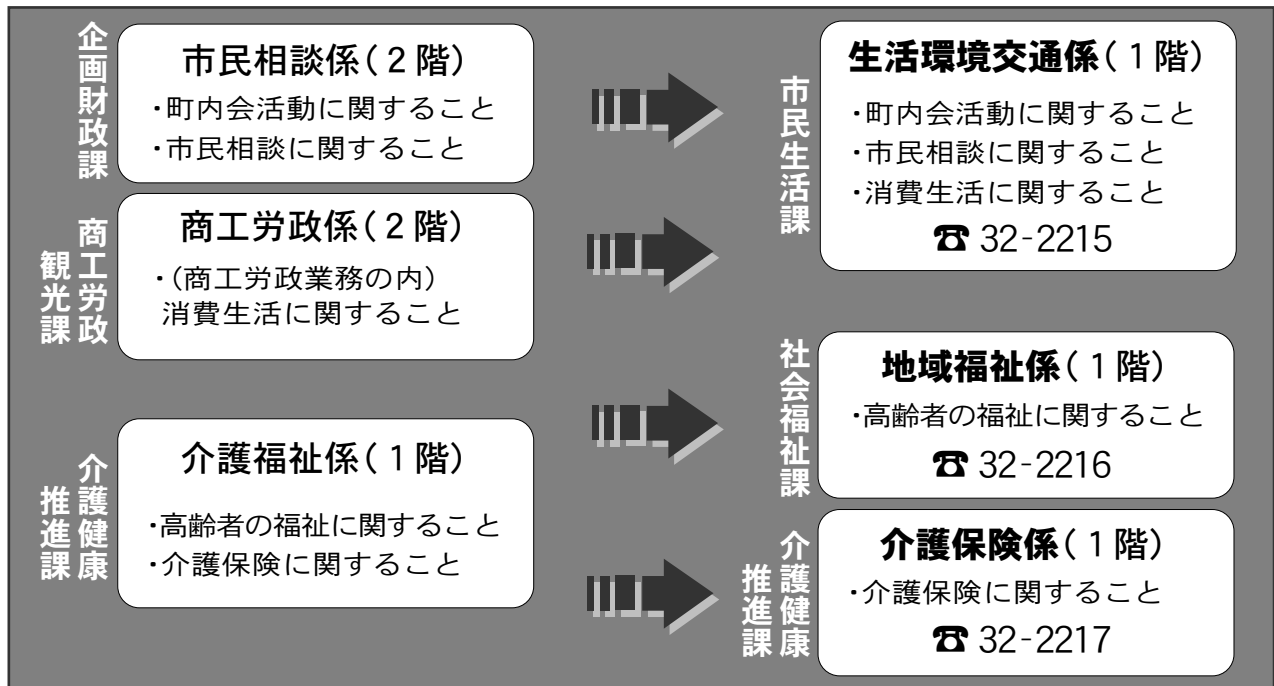 企画財政課
市民相談係(２階)
・町内会活動に関すること
・市民相談に関すること
商工労政
観光課
商工労政係(２階)
・(商工労政業務の内)
消費生活に関すること
介護健康
推進課
介護福祉係(１階)
・高齢者の福祉に関すること
・介護保険に関すること
市民生活課
生活環境交通係(１階)
・町内会活動に関すること
・市民相談に関すること
・消費生活に関すること
☎ 32-2215
社会福祉課
地域福祉係(１階)
・高齢者の福祉に関すること
☎ 32-2216
介護健康
推進課
介護保険係(１階)
・介護保険に関すること
☎ 32-2217